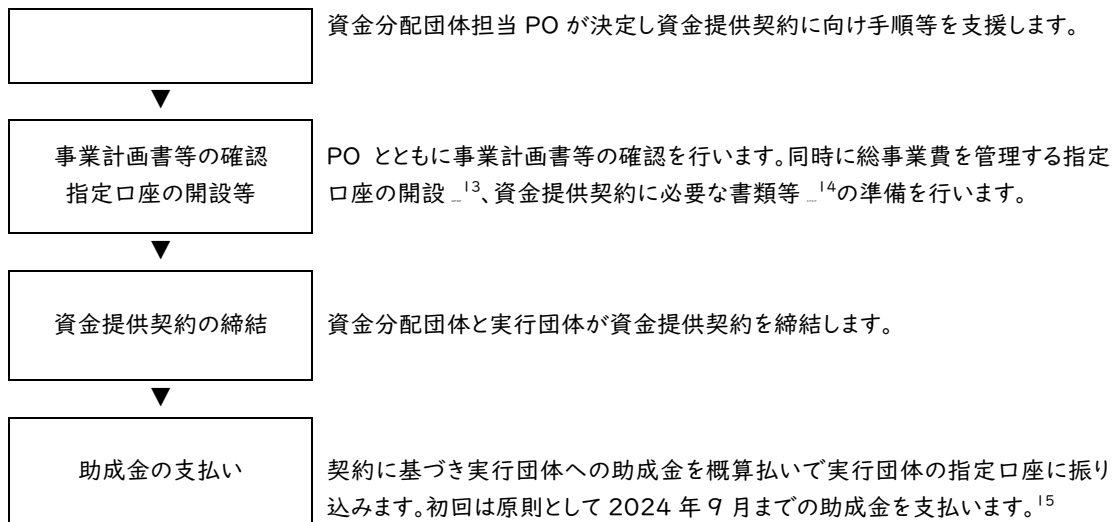 資金分配団体担当 PO が決定し資金提供契約に向け手順等を支援します。
▼
事業計画書等の確認
指定口座の開設等
PO とともに事業計画書等の確認を行います。同時に総事業費を管理する指定
口座の開設 13、資金提供契約に必要な書類等 14の準備を行います。
▼
資金提供契約の締結
資金分配団体と実行団体が資金提供契約を締結します。
▼
助成金の支払い
契約に基づき実行団体への助成金を概算払いで実行団体の指定口座に振り
込みます。初回は原則として 2024 年 9 月までの助成金を支払います。15